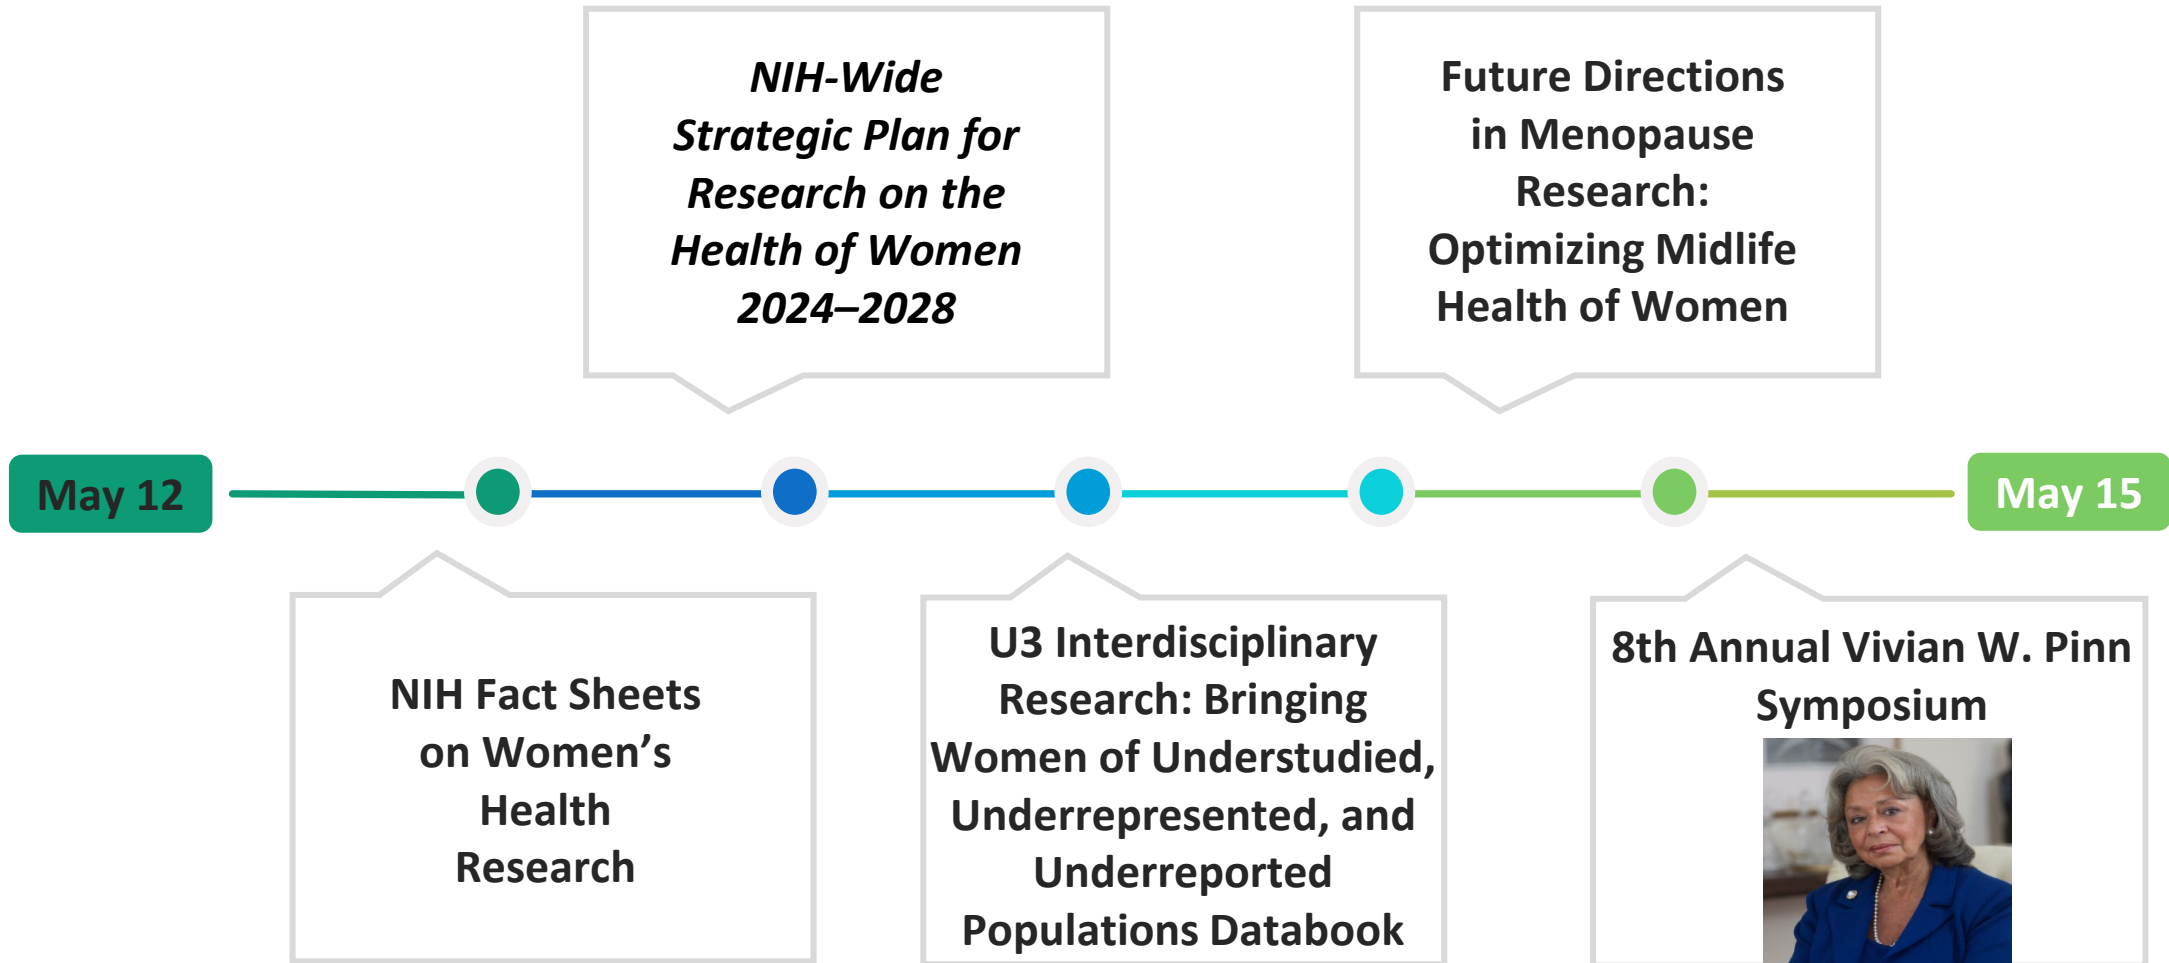 NIH-Wide
Strategic Plan for
Research on the
Health of Women
2024–2028
Future Directions
in Menopause
Research:
Optimizing Midlife
Health of Women
May 12
May 15
NIH Fact Sheets
on Women’s
Health
Research
U3 Interdisciplinary
Research: Bringing
Women of Understudied,
Underrepresented, and
Underreported
Populations Databook
8th Annual Vivian W. Pinn
Symposium